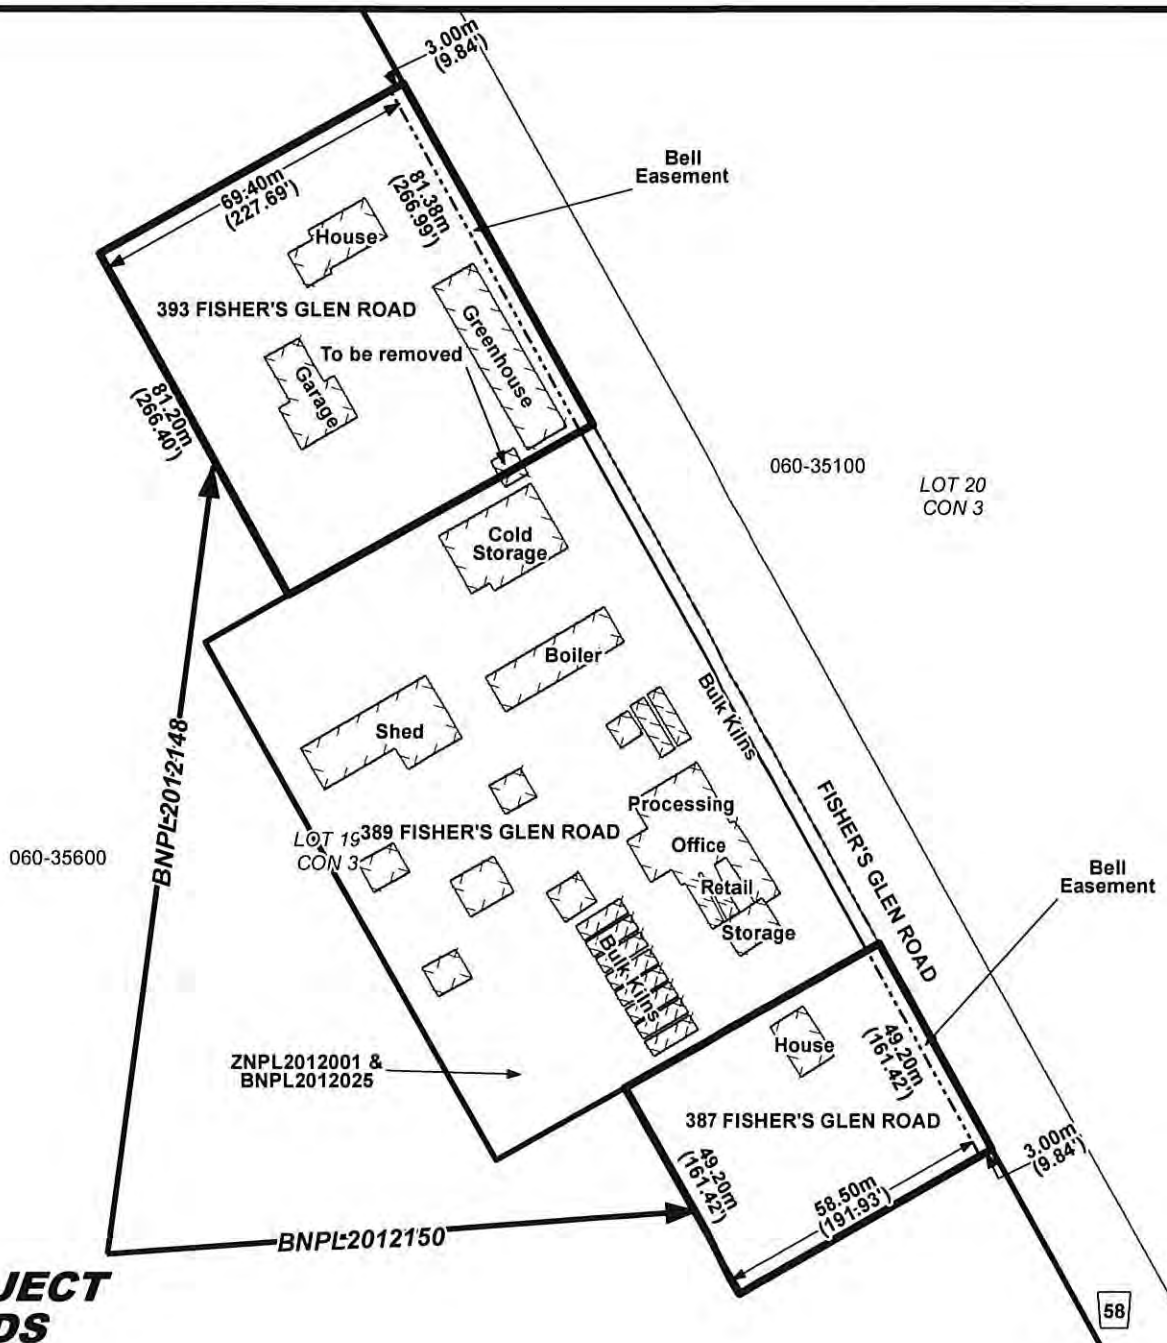 3.00m
(9.84')
Bell
Easement
69.40m
(227.69')
81.38m
(266.99')
House
393 FISHER'S GLEN ROAD
Greenhouse
To be removed
Garage
81.20m
(266.40')
060-35100
LOT 20
CON 3
Cold
Storage
Boiler
Bulk Kilns
Shed
BNPL2012148
Processing
FISHER'S GLEN ROAD
LOT 19
CON 3
389 FISHER'S GLEN ROAD
Office
060-35600
Bell
Easement
Retail
Storage
Bulk Kilns
House
49.20m
(161.42')
ZNPL2012001 &
BNPL2012025
387 FISHER'S GLEN ROAD
3.00m
(9.84')
49.20m
(161.42')
58.50m
(191.93')
BNPL2012150
JECT
DS
58